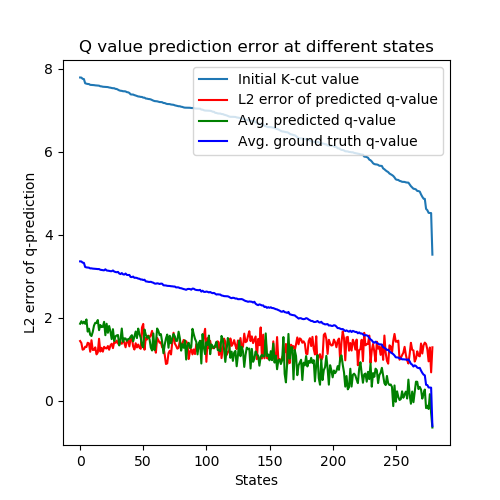 Q value prediction error at different states
Initial K-cut value
L2 error of predicted q-value
Avg. predicted q-value
Avg. ground truth q-value
L2 error of q-prediction
8
6
4
2
0
0 50 100 150 200 250
States